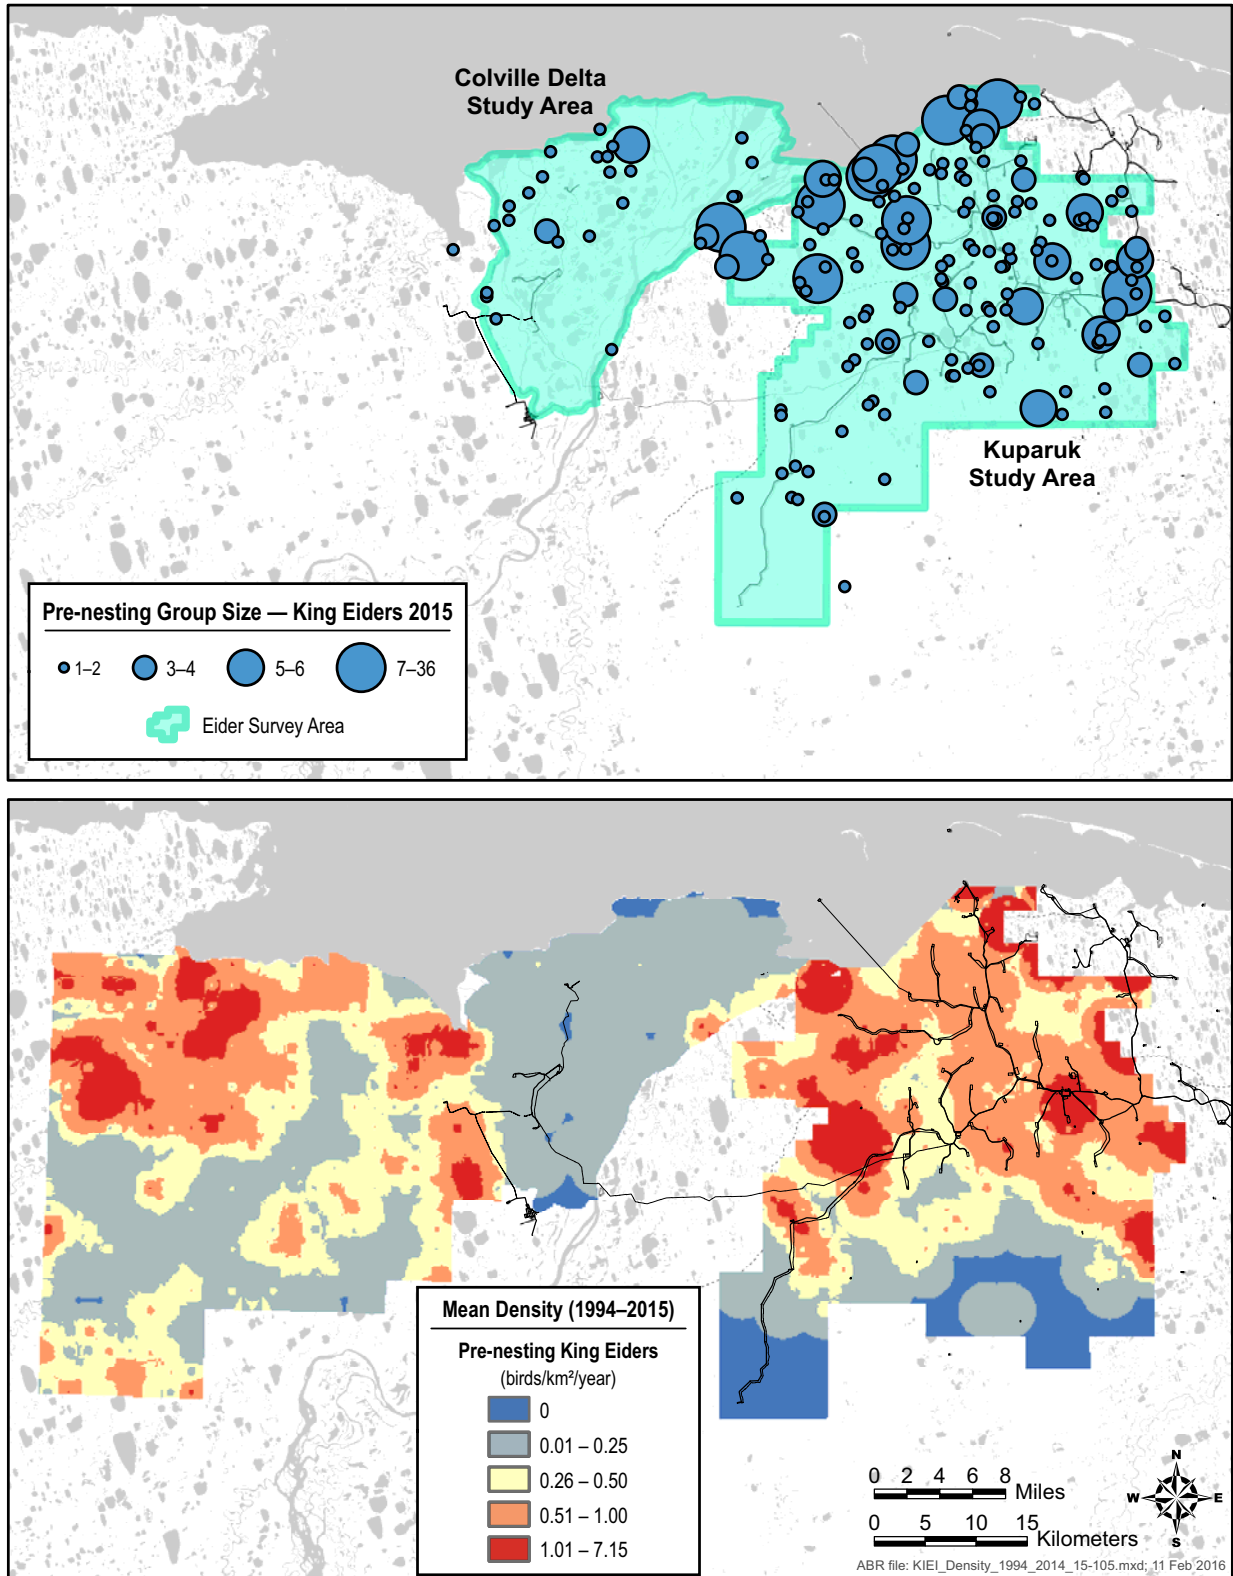 Colville Delta
Study Area
Kuparuk
Study Area
Pre-nesting Group Size — King Eiders 2015
1–2 3–4 5–6 7–36
Eider Survey Area
Mean Density (1994–2015)
Pre-nesting King Eiders
(birds/km²/year)
0
0.01 – 0.25
0.26 – 0.50
0.51 – 1.00
1.01 – 7.15
0 2 4 6 8
Miles
0 5 10 15
Kilometers
N
W E
S
ABR file: KIEI_Density_1994_2014_15-105.mxd; 11 Feb 2016